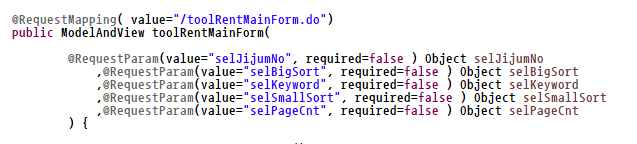 @RequestMapping( value="/toolRentMainForm.do")
public ModelAndView toolRentMainForm(
@RequestParam(value="selJijumNo", required=false ) Object selJijumNo
,@RequestParam(value="selBigSort", required=false ) Object selBigSort
,@RequestParam(value="selKeyword", required=false ) Object selKeyword
,@RequestParam(value="selSmallSort", required=false ) Object selSmallSort
,@RequestParam(value="selPageCnt", required=false ) Object selPageCnt
) {